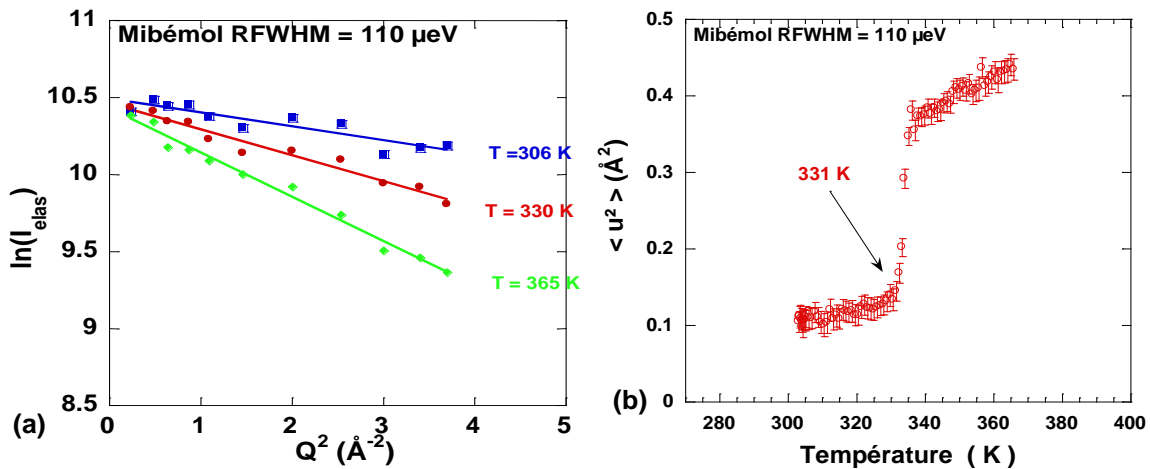 Mibémol RFWHM = 110 µeV
11
10.5
10
9.5
9
8.5
ln(I_elas)
T =306 K
T = 330 K
T = 365 K
0 1 2 3 4 5
Q² (Å⁻²)
(a)
Mibémol RFWHM = 110 µeV
0.5
0.4
0.3
0.2
0.1
0
< u² > (Å²)
331 K
280 300 320 340 360 380 400
Température ( K )
(b)